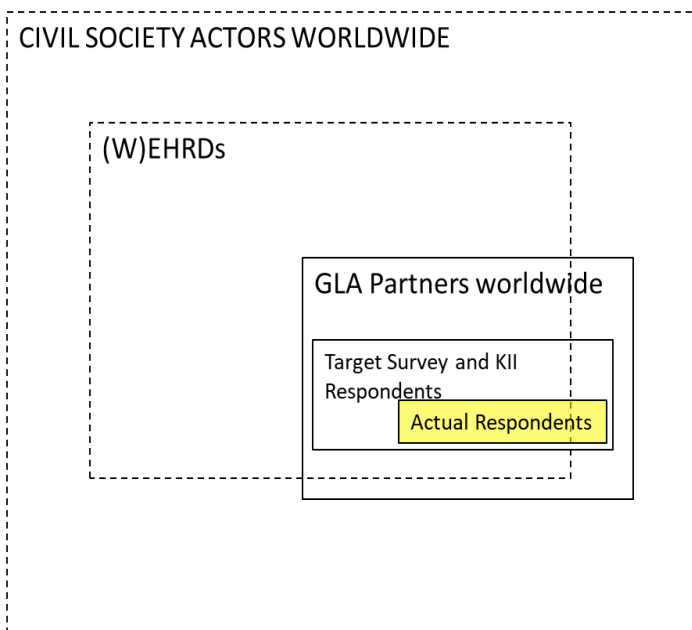 CIVIL SOCIETY ACTORS WORLDWIDE
(W)EHRDs
GLA Partners worldwide
Target Survey and KII
Respondents
Actual Respondents